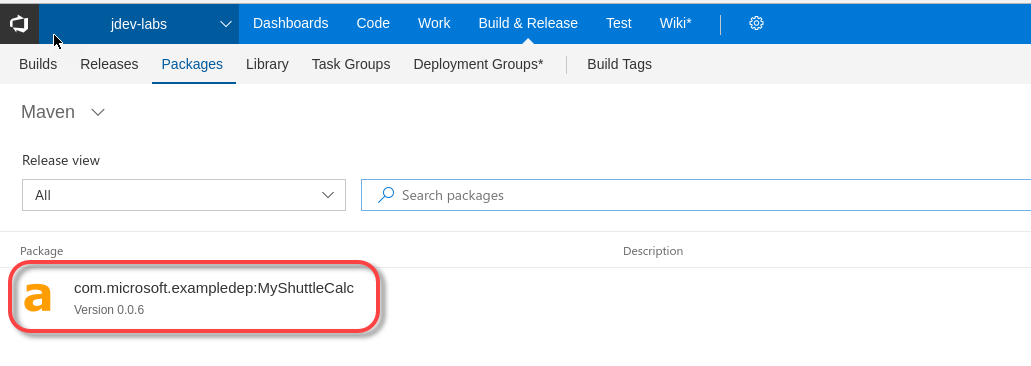 jdev-labs Dashboards Code Work Build & Release Test Wiki*
Builds Releases Packages Library Task Groups Deployment Groups* Build Tags
Maven
Release view
All Search packages
Package Description
a com.microsoft.exampledep:MyShuttleCalc
Version 0.0.6